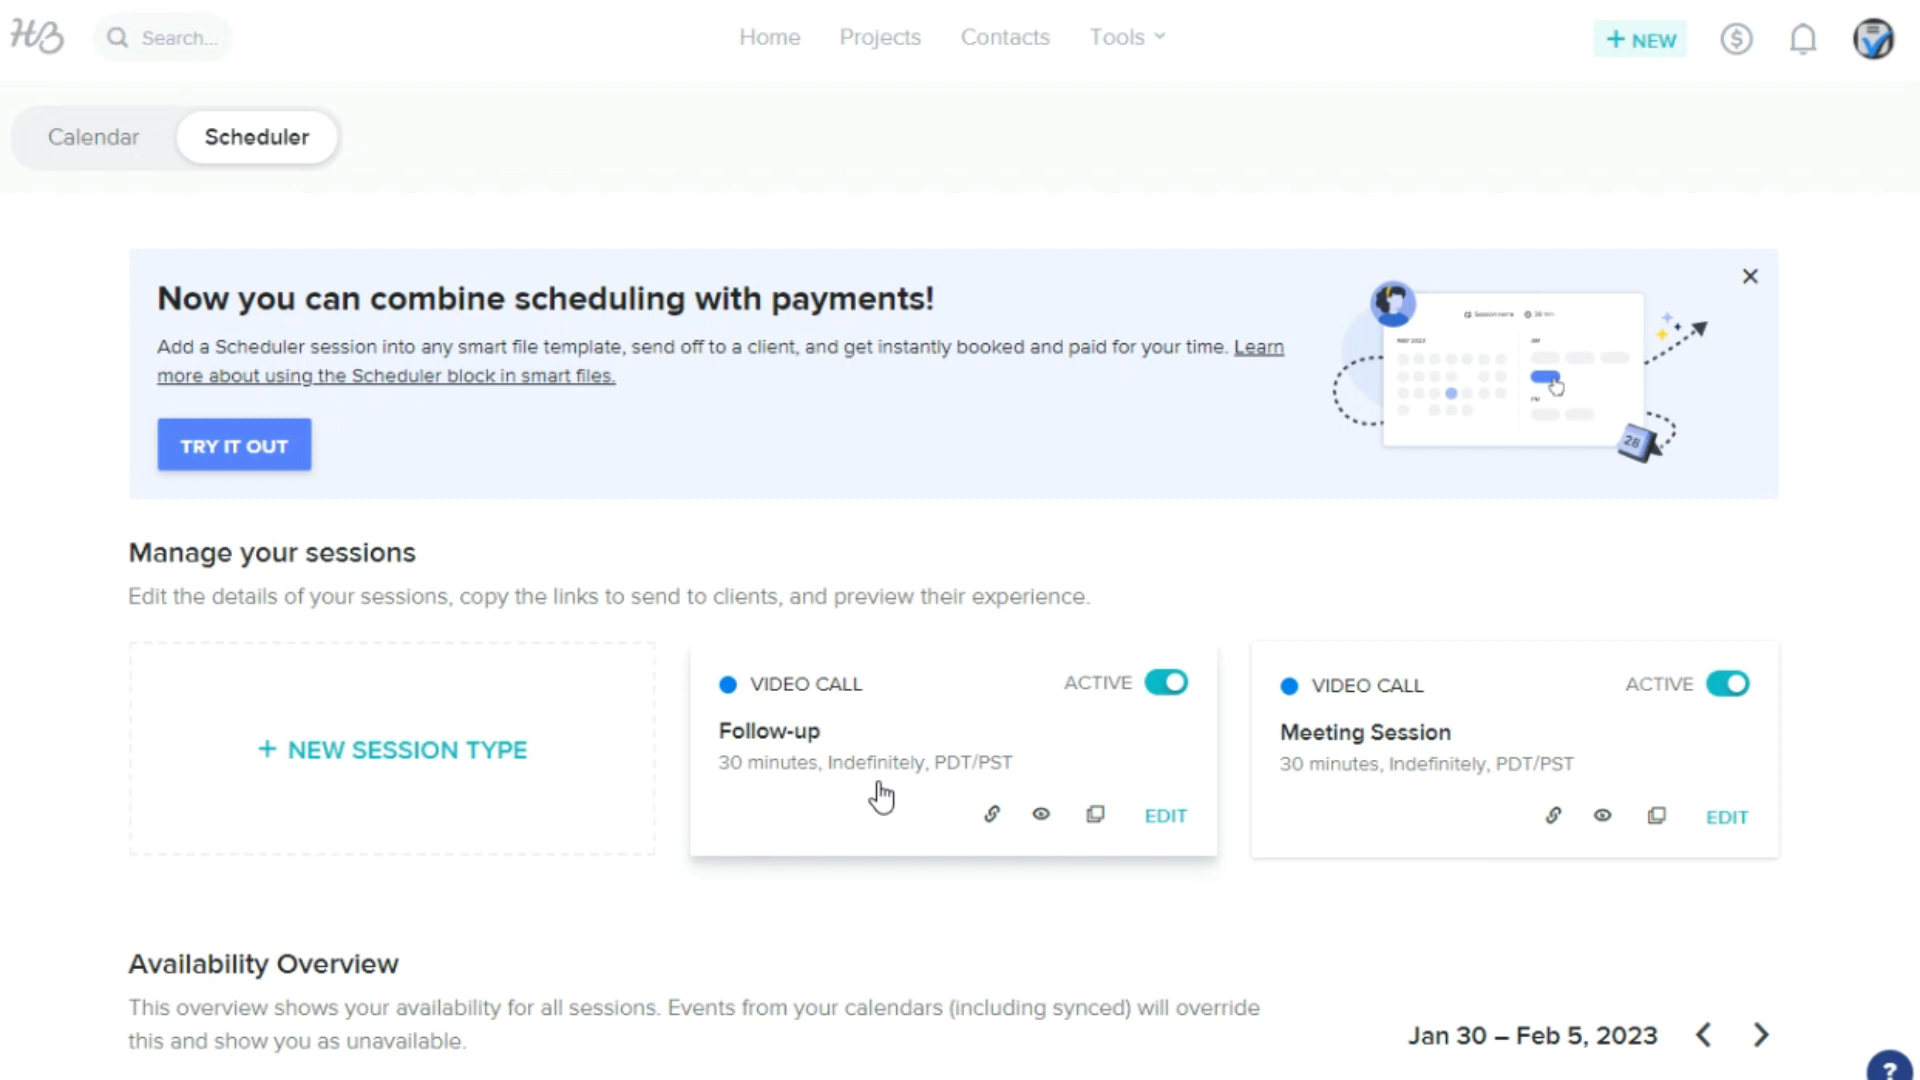 HB
Search...
Home
Projects
Contacts
Tools
+ NEW
Calendar
Scheduler
Now you can combine scheduling with payments!
Add a Scheduler session into any smart file template, send off to a client, and get instantly booked and paid for your time. Learn
more about using the Scheduler block in smart files.
TRY IT OUT
MAY 2023
AM
PM
28
Manage your sessions
Edit the details of your sessions, copy the links to send to clients, and preview their experience.
+ NEW SESSION TYPE
VIDEO CALL
ACTIVE
Follow-up
30 minutes, Indefinitely, PDT/PST
EDIT
VIDEO CALL
ACTIVE
Meeting Session
30 minutes, Indefinitely, PDT/PST
EDIT
Availability Overview
This overview shows your availability for all sessions. Events from your calendars (including synced) will override
this and show you as unavailable.
Jan 30 – Feb 5, 2023
?